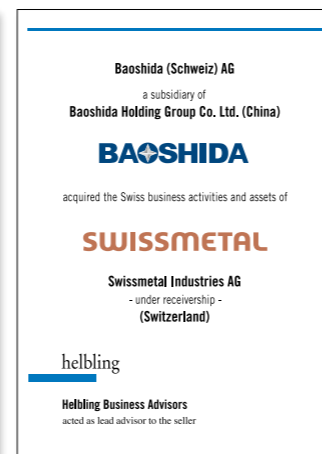 Baoshida (Schweiz) AG
a subsidiary of
Baoshida Holding Group Co. Ltd. (China)
BAOSHIDA
acquired the Swiss business activities and assets of
SWISSMETAL
Swissmetal Industries AG
- under receivership -
(Switzerland)
helbling
Helbling Business Advisors
acted as lead advisor to the seller